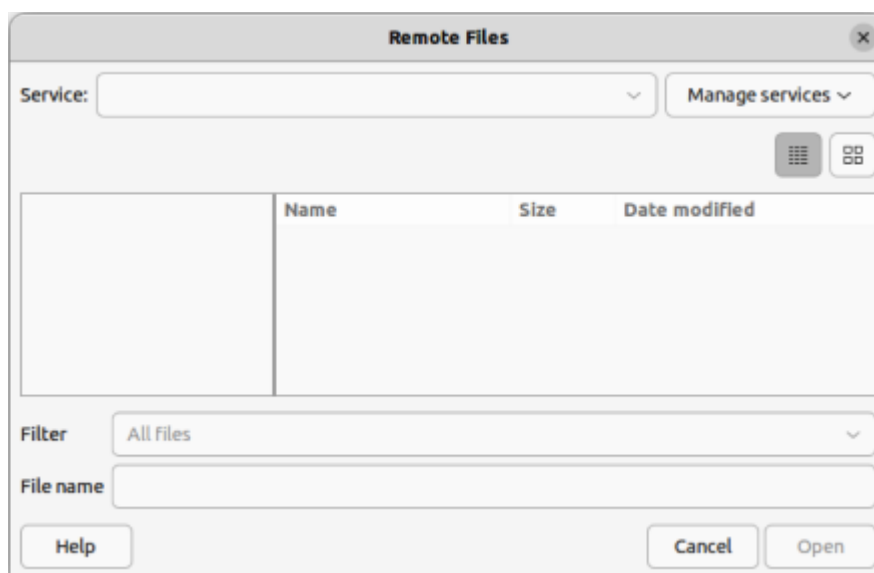 Remote Files
Service: Manage services
Name Size Date modified
Filter All files
File name
Help Cancel Open